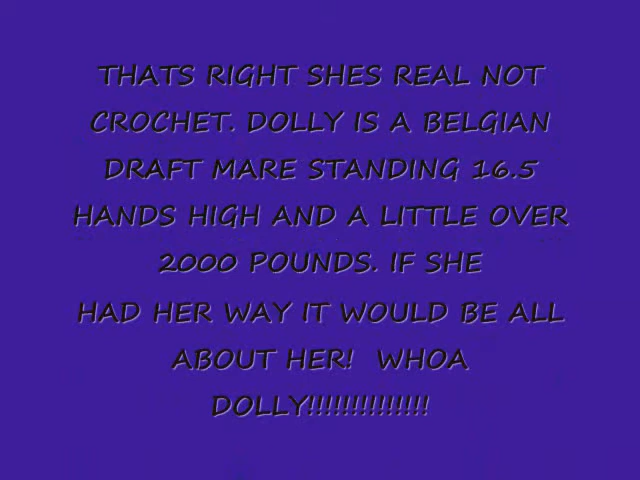 THATS RIGHT SHES REAL NOT
CROCHET. DOLLY IS A BELGIAN
DRAFT MARE STANDING 16.5
HANDS HIGH AND A LITTLE OVER
2000 POUNDS. IF SHE
HAD HER WAY IT WOULD BE ALL
ABOUT HER!  WHOA
DOLLY!!!!!!!!!!!!!!